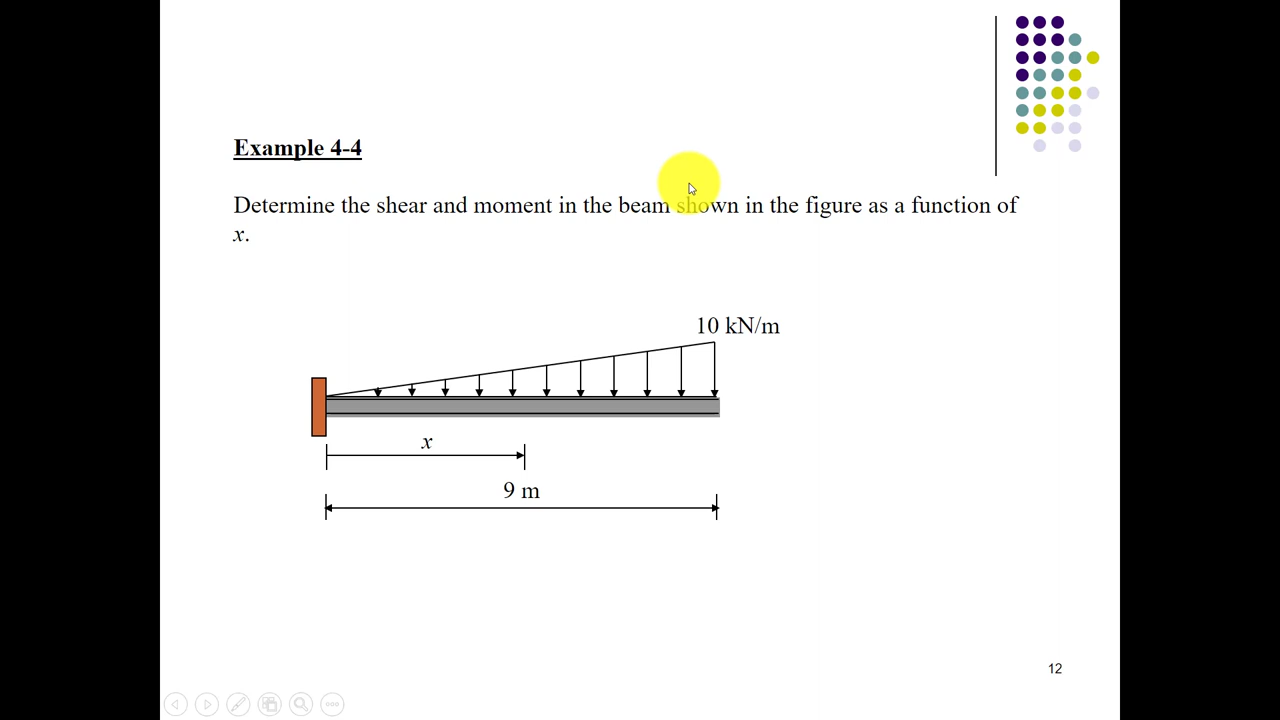 Example 4-4
Determine the shear and moment in the beam shown in the figure as a function of
x.
10 kN/m
x
9 m
12